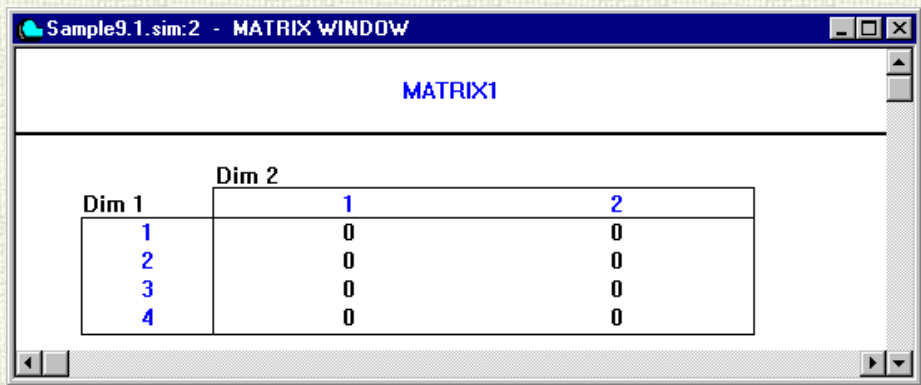 Sample9.1.sim:2 - MATRIX WINDOW
MATRIX1
Dim 2
Dim 1 1 2
1 0 0
2 0 0
3 0 0
4 0 0